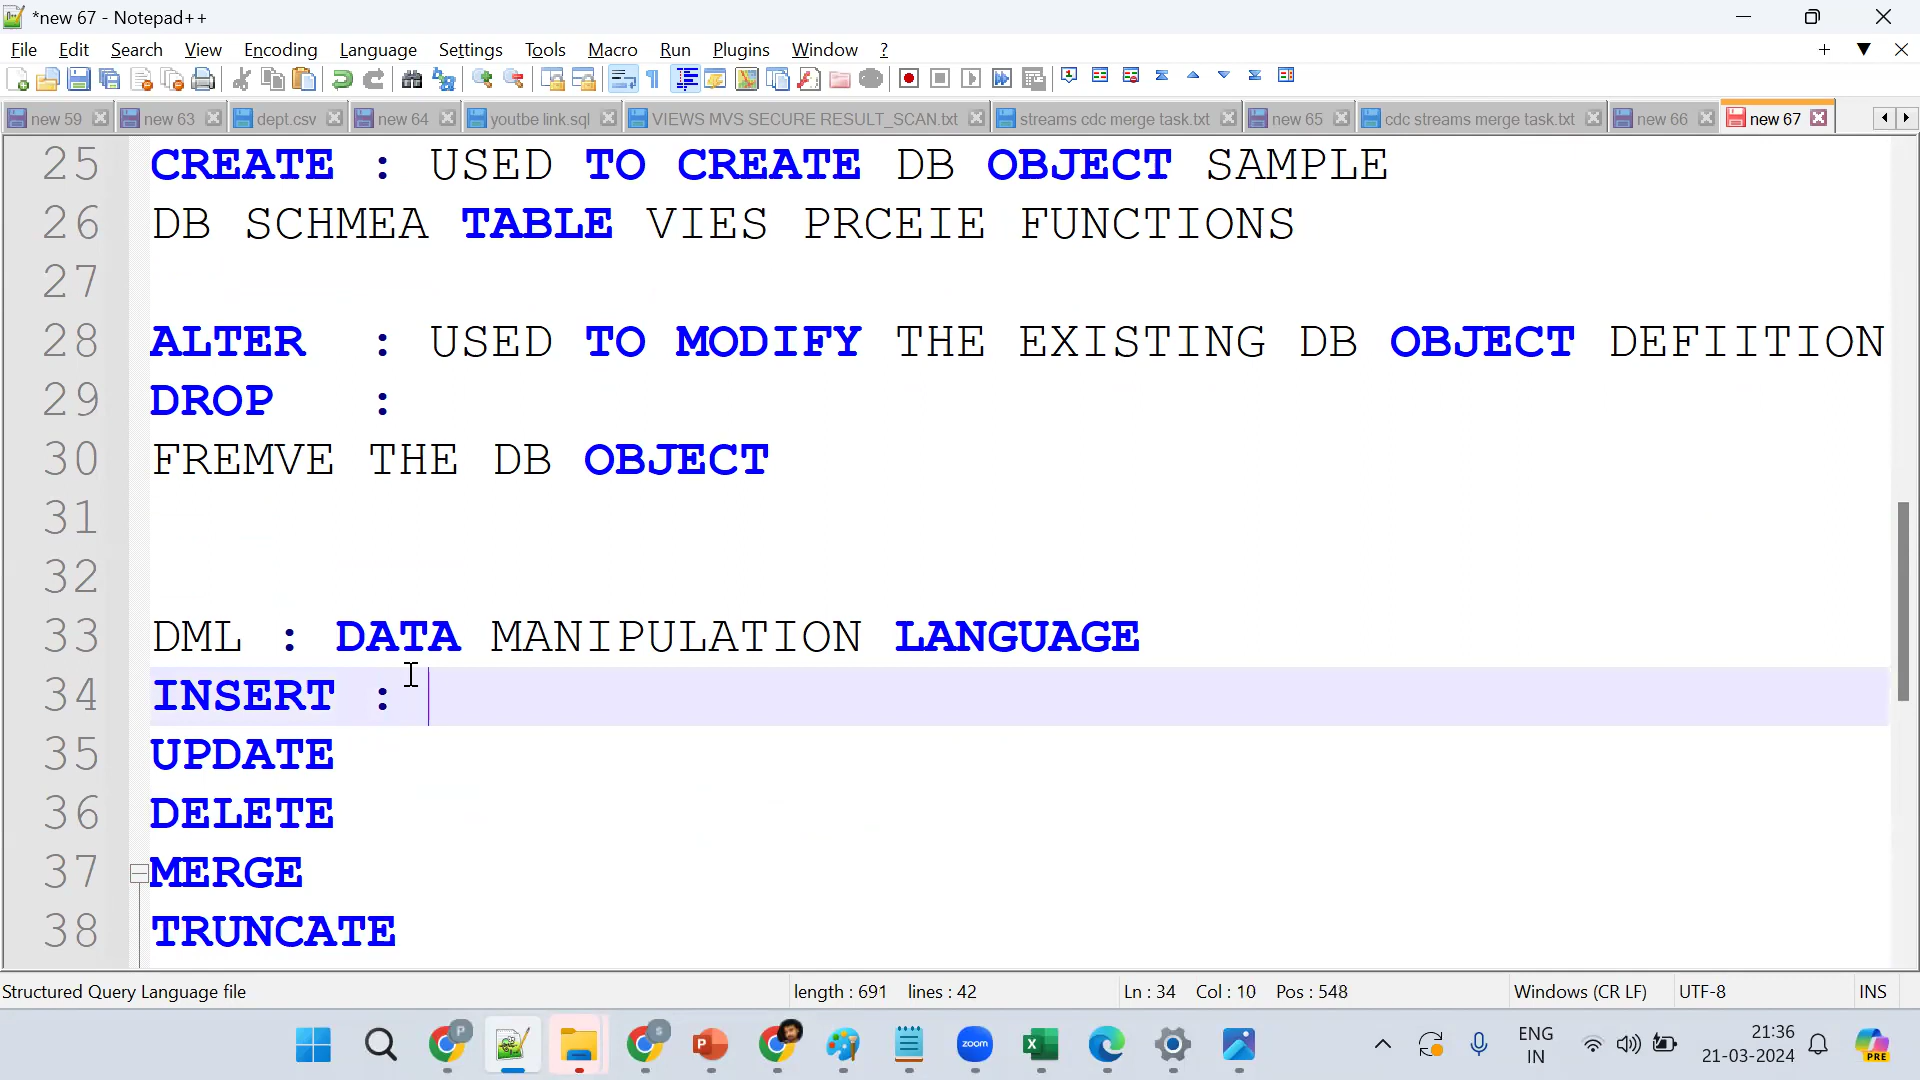 *new 67 - Notepad++
File Edit Search View Encoding Language Settings Tools Macro Run Plugins Window ?
new 59 new 63 dept.csv new 64 youtbe link.sql VIEWS MVS SECURE RESULT_SCAN.txt streams cdc merge task.txt new 65 cdc streams merge task.txt new 66 new 67
25 CREATE : USED TO CREATE DB OBJECT SAMPLE
26 DB SCHMEA TABLE VIES PRCEIE FUNCTIONS
27
28 ALTER : USED TO MODIFY THE EXISTING DB OBJECT DEFIITION
29 DROP :
30 FREMVE THE DB OBJECT
31
32
33 DML : DATA MANIPULATION LANGUAGE
34 INSERT :
35 UPDATE
36 DELETE
37 MERGE
38 TRUNCATE
Structured Query Language file length : 691 lines : 42 Ln : 34 Col : 10 Pos : 548 Windows (CR LF) UTF-8 INS
P S zoom ENG IN 21:36 21-03-2024 PRE